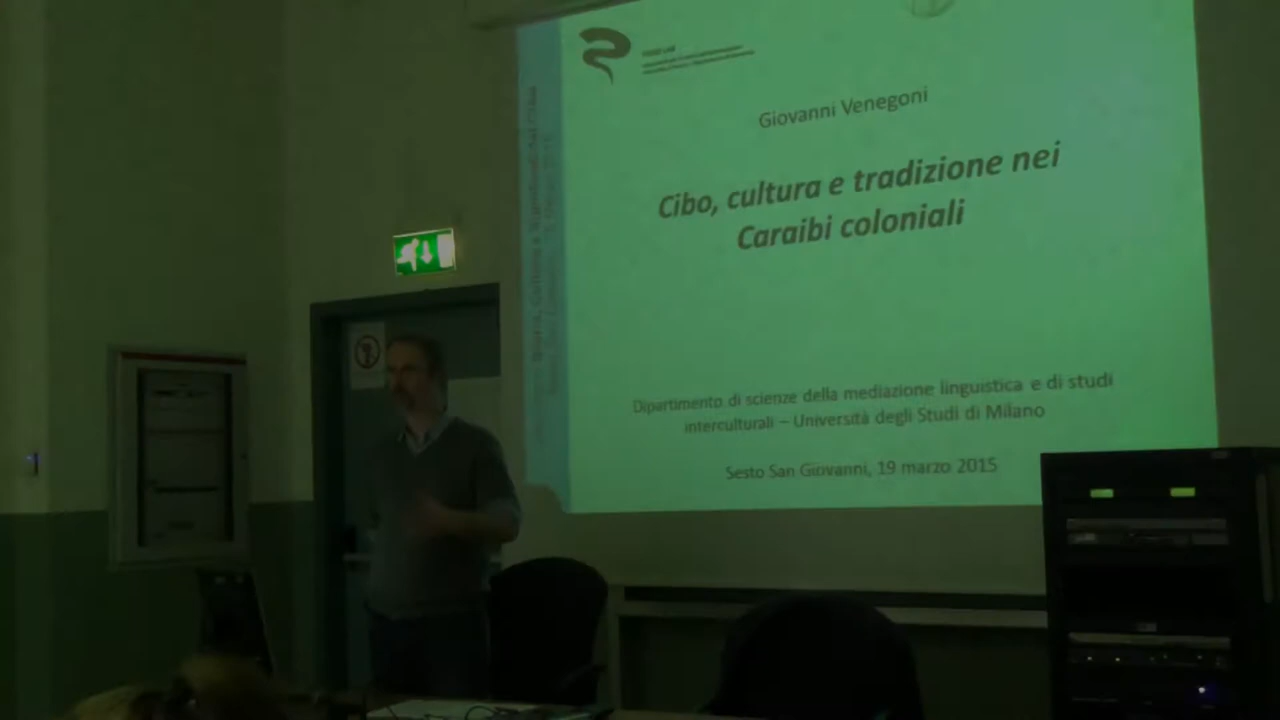 Giovanni Venegoni
Cibo, cultura e tradizione nei
Caraibi coloniali
Dipartimento di scienze della mediazione linguistica e di studi
interculturali – Università degli Studi di Milano
Sesto San Giovanni, 19 marzo 2015